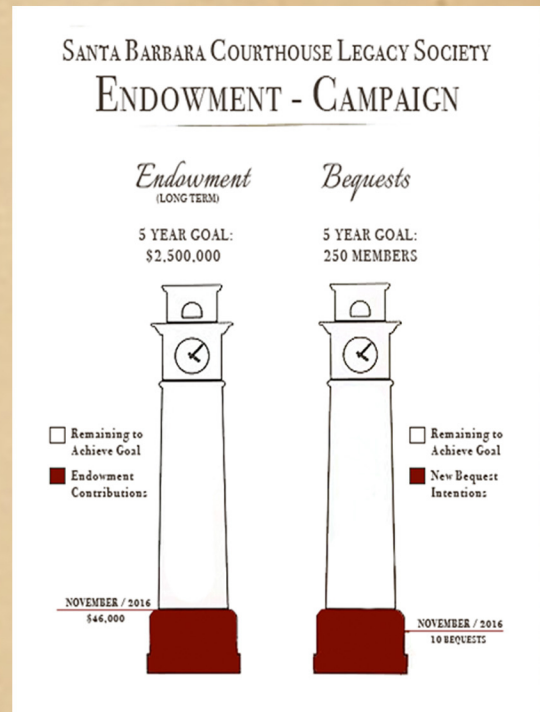 Santa Barbara Courthouse Legacy Society
Endowment - Campaign
Endowment
(LONG TERM)
5 YEAR GOAL:
$2,500,000
Bequests
5 YEAR GOAL:
250 MEMBERS
Remaining to
Achieve Goal
Endowment
Contributions
Remaining to
Achieve Goal
New Bequest
Intentions
NOVEMBER / 2016
$46,000
NOVEMBER / 2016
10 BEQUESTS